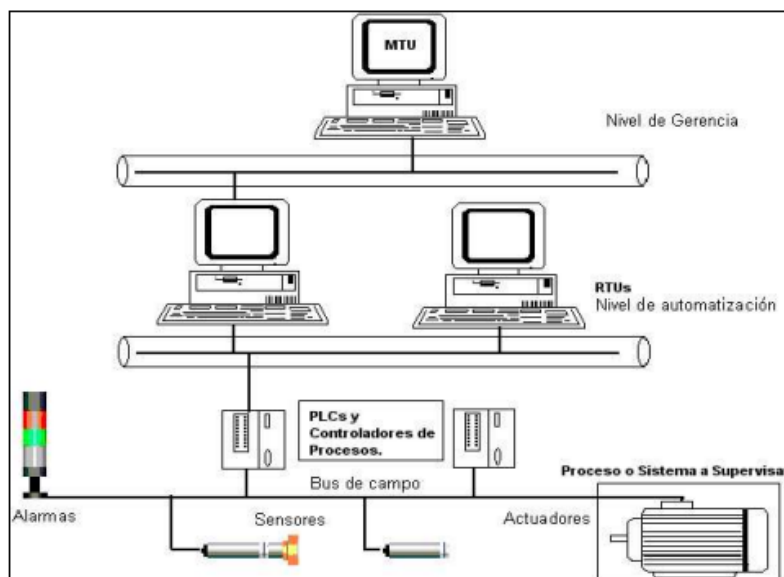 MTU
Nivel de Gerencia
RTUs
Nivel de automatización
PLCs y
Controladores de
Procesos.
Proceso o Sistema a Supervisa
Bus de campo
Alarmas
Sensores
Actuadores